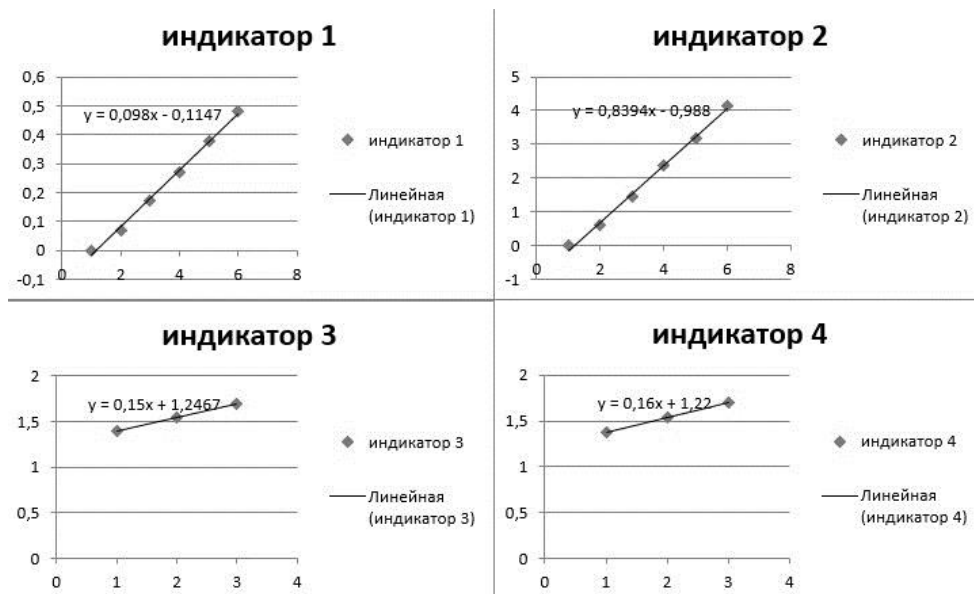 индикатор 1
0,6
0,5
0,4
0,3
0,2
0,1
0
-0,1
0 2 4 6 8
y = 0,098x - 0,1147
индикатор 1
Линейная
(индикатор 1)
индикатор 2
5
4
3
2
1
0
-1
0 2 4 6 8
y = 0,8394x - 0,988
индикатор 2
Линейная
(индикатор 2)
индикатор 3
2
1,5
1
0,5
0
0 1 2 3 4
y = 0,15x + 1,2467
индикатор 3
Линейная
(индикатор 3)
индикатор 4
2
1,5
1
0,5
0
0 1 2 3 4
y = 0,16x + 1,22
индикатор 4
Линейная
(индикатор 4)